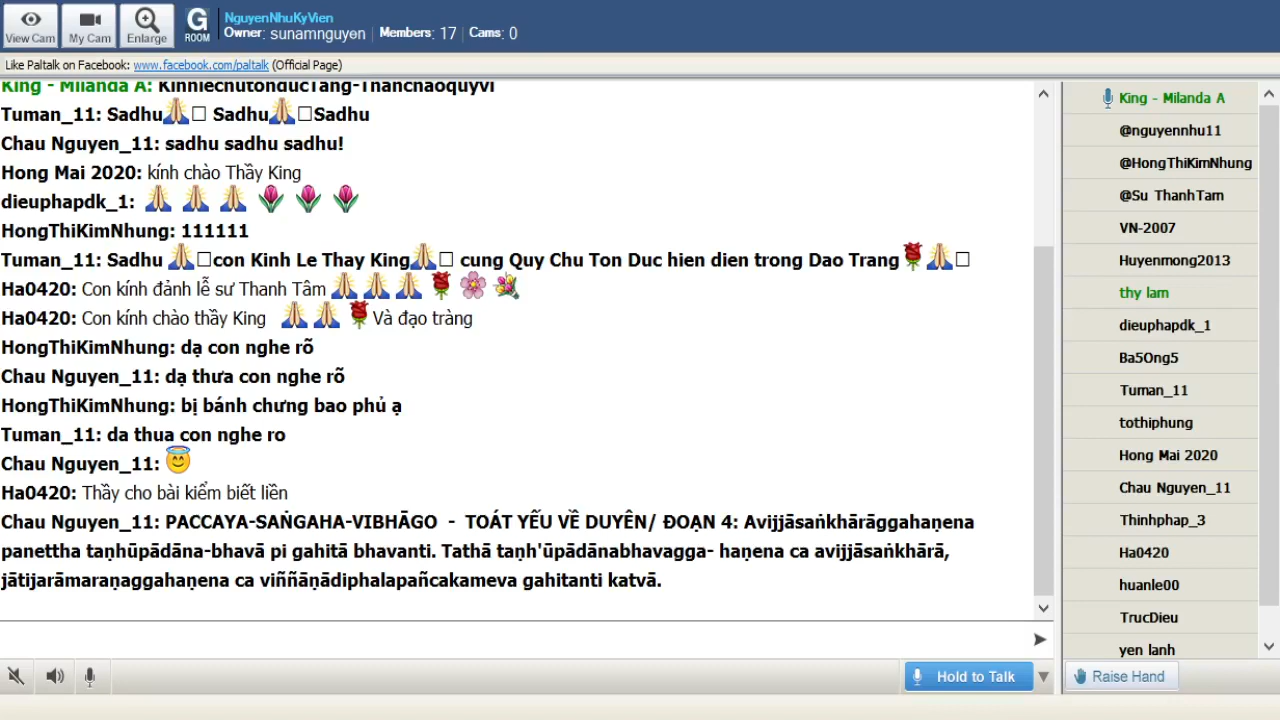 View Cam
My Cam
Enlarge
G
ROOM
NguyenNhuKyVien
Owner: sunamnguyen | Members: 17 | Cams: 0
Like Paltalk on Facebook: www.facebook.com/paltalk (Official Page)
King - Milanda A: KinhlechutonducTang-Thanchaoquyvi
Tuman_11: Sadhu🙏 Sadhu🙏Sadhu
Chau Nguyen_11: sadhu sadhu sadhu!
Hong Mai 2020: kính chào Thầy King
dieuphapdk_1: 🙏 🙏 🙏 🌷 🌷 🌷
HongThiKimNhung: 111111
Tuman_11: Sadhu 🙏con Kinh Le Thay King🙏 cung Quy Chu Ton Duc hien dien trong Dao Trang🌹🙏
Ha0420: Con kính đảnh lễ sư Thanh Tâm 🙏 🙏 🙏 🌹 🌸 💐
Ha0420: Con kính chào thầy King 🙏 🙏 🌹Và đạo tràng
HongThiKimNhung: dạ con nghe rõ
Chau Nguyen_11: dạ thưa con nghe rõ
HongThiKimNhung: bị bánh chưng bao phủ ạ
Tuman_11: da thua con nghe ro
Chau Nguyen_11: 😇
Ha0420: Thầy cho bài kiểm biết liền
Chau Nguyen_11: PACCAYA-SAṄGAHA-VIBHĀGO - TOÁT YẾU VỀ DUYÊN/ ĐOẠN 4: Avijjāsaṅkhārāggahaṇena
panettha taṇhūpādāna-bhavā pi gahitā bhavanti. Tathā taṇh'ūpādānabhavagga- haṇena ca avijjāsaṅkhārā,
jātijarāmaraṇaggahaṇena ca viññāṇādiphalapañcakameva gahitanti katvā.
Hold to Talk
King - Milanda A
@nguyennhu11
@HongThiKimNhung
@Su ThanhTam
VN-2007
Huyenmong2013
thy lam
dieuphapdk_1
Ba5Ong5
Tuman_11
tothiphung
Hong Mai 2020
Chau Nguyen_11
Thinhphap_3
Ha0420
huanle00
TrucDieu
yen lanh
Raise Hand